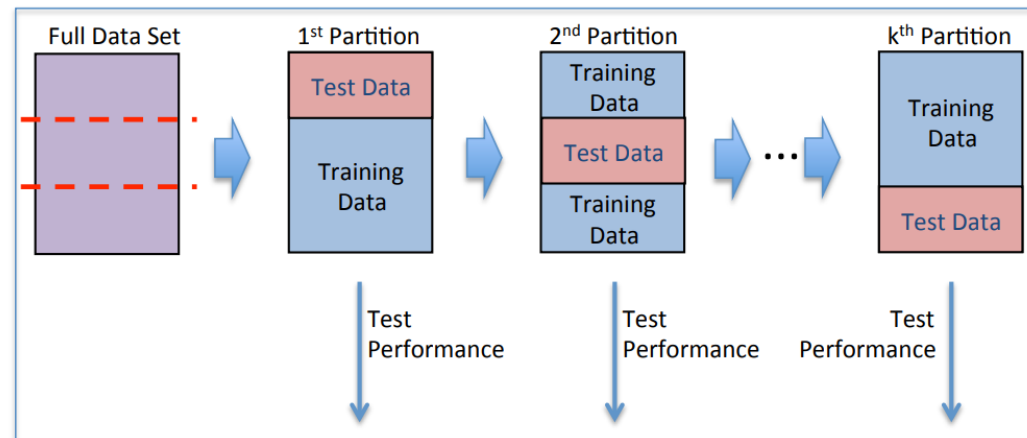 Full Data Set
1st Partition
2nd Partition
kth Partition
Test Data
Training
Data
Training
Data
Test Data
Training
Data
...
Training
Data
Test Data
Test
Performance
Test
Performance
Test
Performance